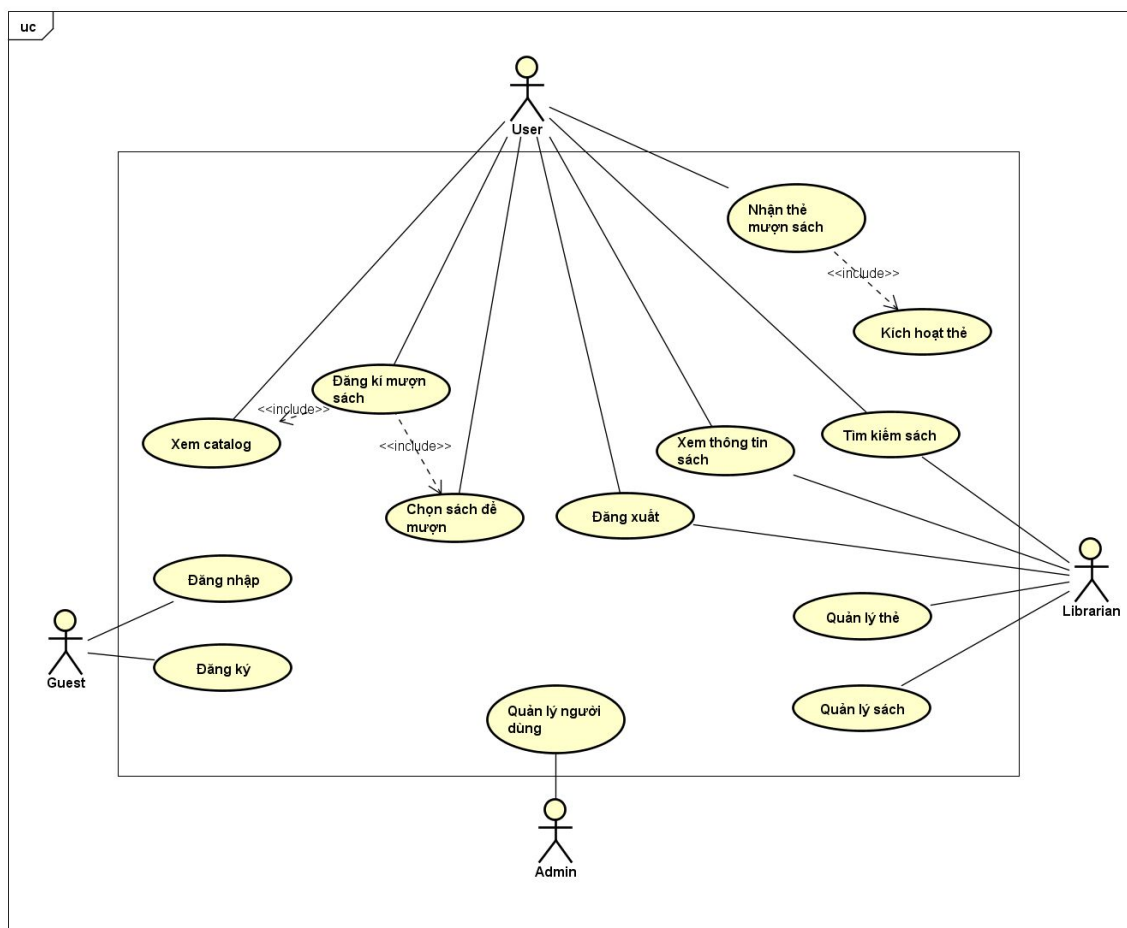 uc
User
Nhận thẻ
mượn sách
<<include>>
Kích hoạt thẻ
Đăng kí mượn
sách
<<include>>
Xem catalog
<<include>>
Xem thông tin
sách
Tìm kiếm sách
Chọn sách để
mượn
Đăng xuất
Đăng nhập
Librarian
Quản lý thẻ
Guest
Đăng ký
Quản lý sách
Quản lý người
dùng
Admin